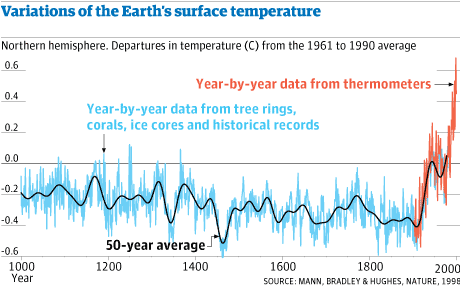 Variations of the Earth's surface temperature
Northern hemisphere. Departures in temperature (C) from the 1961 to 1990 average
0.6
Year-by-year data from thermometers
0.4
Year-by-year data from tree rings,
corals, ice cores and historical records
0.2
0.0
-0.2
-0.4
50-year average
-0.6
1000 1200 1400 1600 1800 2000
Year
SOURCE: MANN, BRADLEY & HUGHES, NATURE, 1998